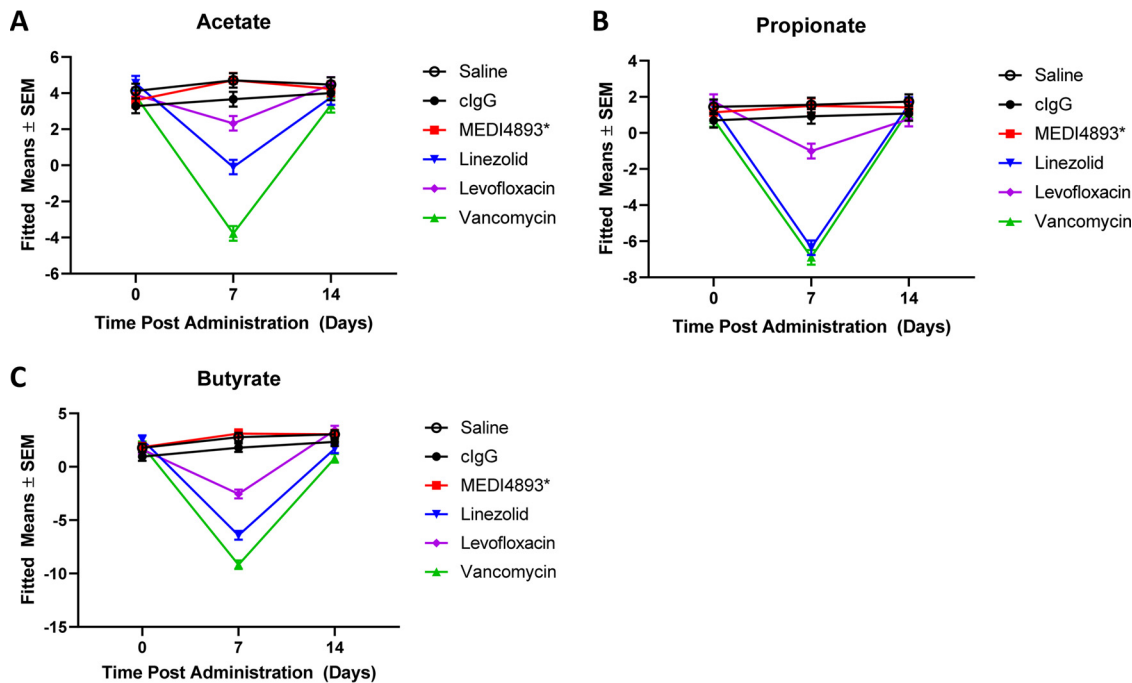 A
Acetate
Fitted Means ± SEM
6
4
2
0
-2
-4
-6
0 7 14
Time Post Administration (Days)
Saline
cIgG
MEDI4893*
Linezolid
Levofloxacin
Vancomycin
B
Propionate
Fitted Means ± SEM
4
2
0
-2
-4
-6
-8
0 7 14
Time Post Administration (Days)
Saline
cIgG
MEDI4893*
Linezolid
Levofloxacin
Vancomycin
C
Butyrate
Fitted Means ± SEM
5
0
-5
-10
-15
0 7 14
Time Post Administration (Days)
Saline
cIgG
MEDI4893*
Linezolid
Levofloxacin
Vancomycin